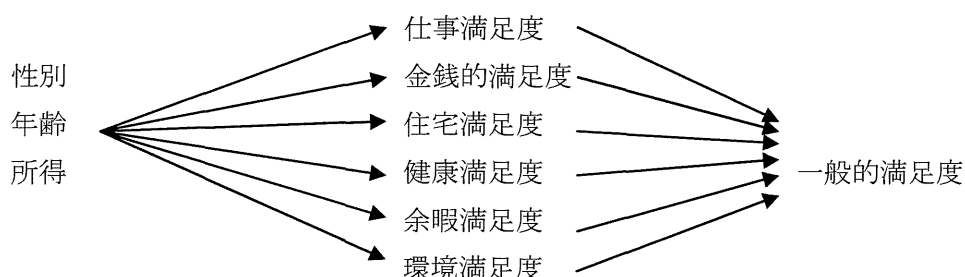 性別
年齢
所得
仕事満足度
金銭的満足度
住宅満足度
健康満足度
余暇満足度
環境満足度
一般的満足度